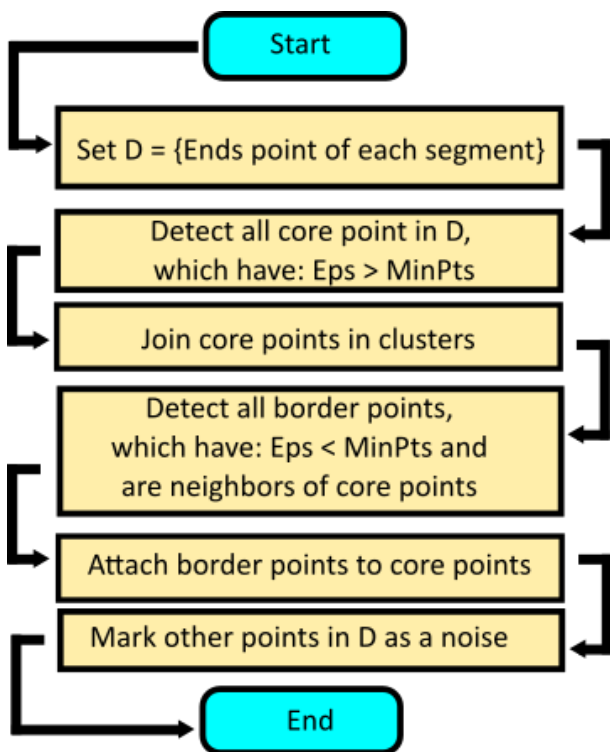 Start
Set D = {Ends point of each segment}
Detect all core point in D,
which have: Eps > MinPts
Join core points in clusters
Detect all border points,
which have: Eps < MinPts and
are neighbors of core points
Attach border points to core points
Mark other points in D as a noise
End